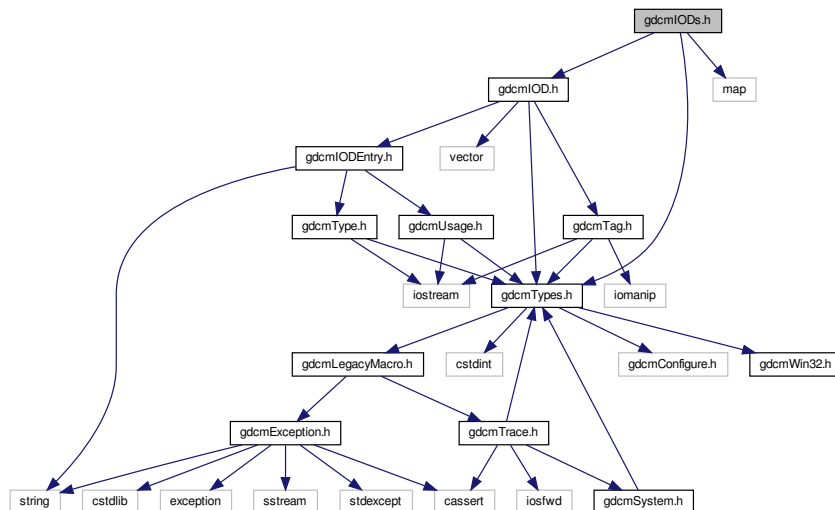 gdcmIODs.h
gdcmIOD.h
map
gdcmIODEntry.h
vector
gdcmType.h
gdcmUsage.h
gdcmTag.h
iostream
gdcmTypes.h
iomanip
gdcmLegacyMacro.h
cstdint
gdcmConfigure.h
gdcmWin32.h
gdcmException.h
gdcmTrace.h
string
cstdlib
exception
sstream
stdexcept
cassert
iosfwd
gdcmSystem.h